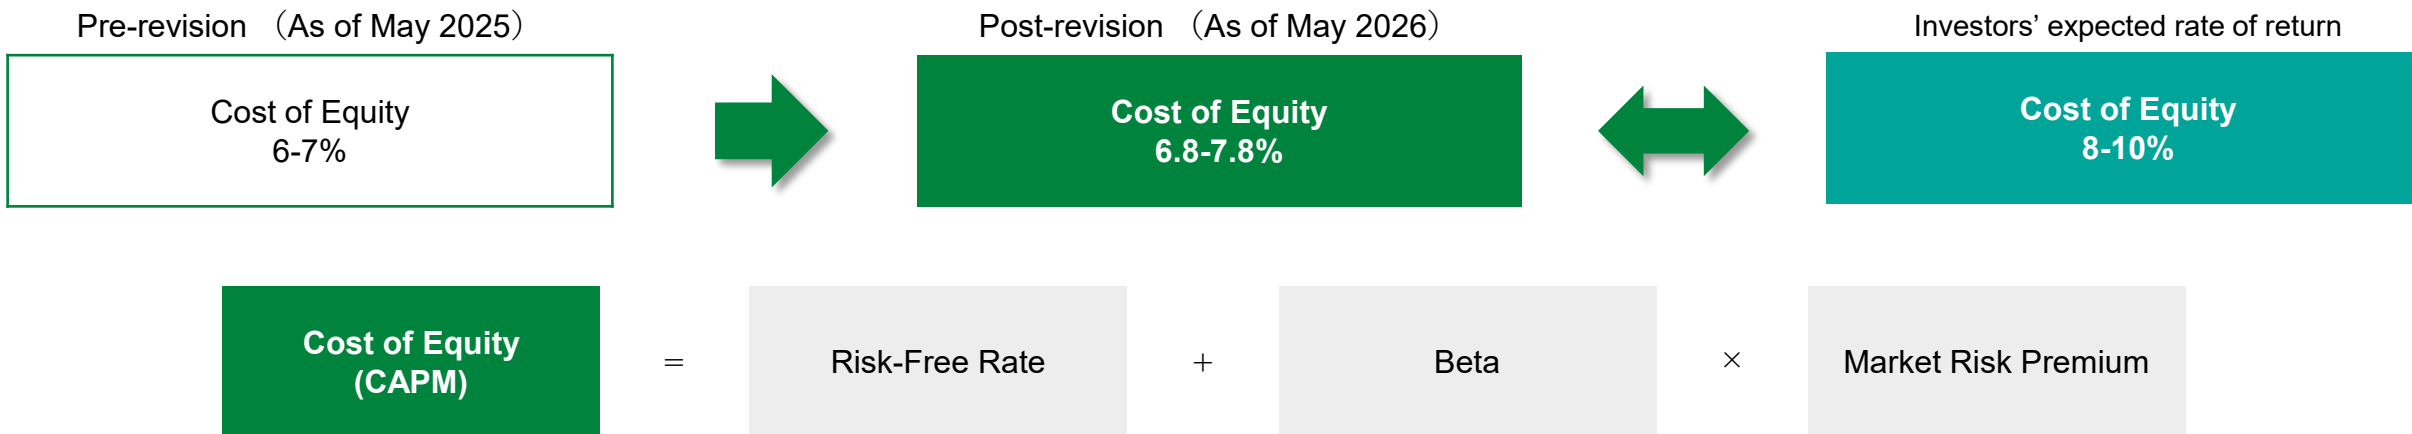 Pre-revision （As of May 2025）
Cost of Equity
6-7%
Post-revision （As of May 2026）
Cost of Equity
6.8-7.8%
Investors’ expected rate of return
Cost of Equity
8-10%
Cost of Equity
(CAPM)
=
Risk-Free Rate
+
Beta
×
Market Risk Premium